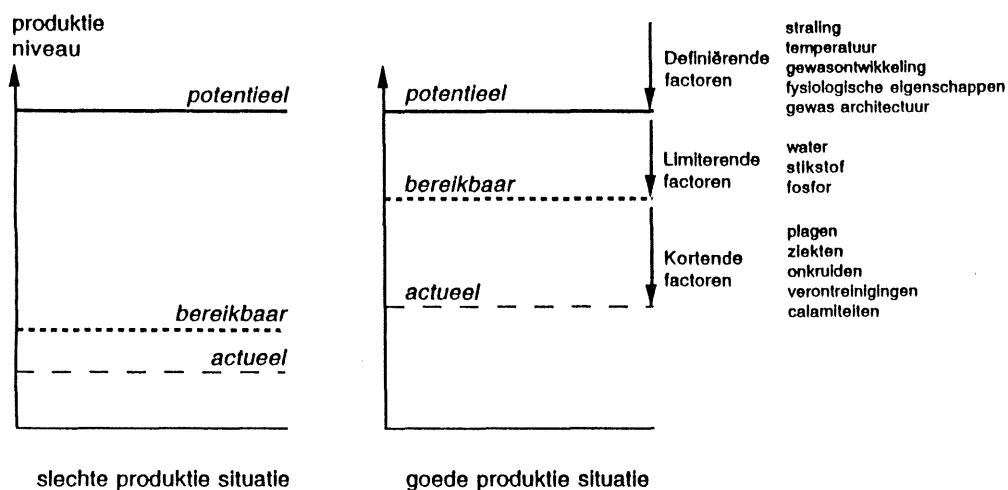 produktie
niveau
potentieel
bereikbaar
actueel
slechte produktie situatie
potentieel
bereikbaar
actueel
goede produktie situatie
Definiërende
factoren
straling
temperatuur
gewasontwikkeling
fysiologische eigenschappen
gewas architectuur
Limiterende
factoren
water
stikstof
fosfor
Kortende
factoren
plagen
ziekten
onkruiden
verontreinigingen
calamiteiten